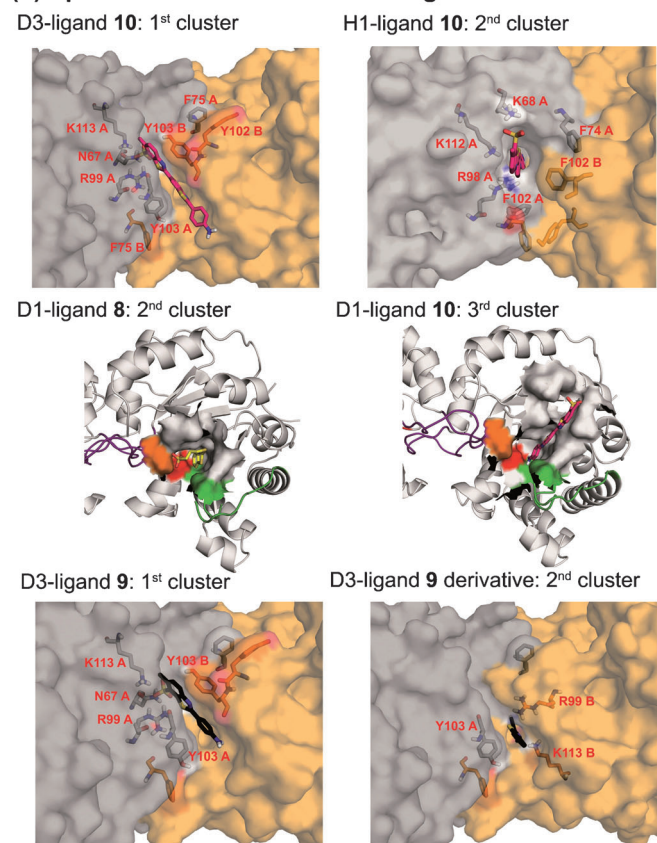 D3-ligand 10: 1st cluster
H1-ligand 10: 2nd cluster
F75 A
K113 A
Y103 B
Y102 B
N67 A
R99 A
Y103 A
F75 B
K68 A
F74 A
K112 A
F102 B
R98 A
F102 A
D1-ligand 8: 2nd cluster
D1-ligand 10: 3rd cluster
D3-ligand 9: 1st cluster
D3-ligand 9 derivative: 2nd cluster
K113 A
Y103 B
N67 A
R99 A
Y103 A
R99 B
Y103 A
K113 B